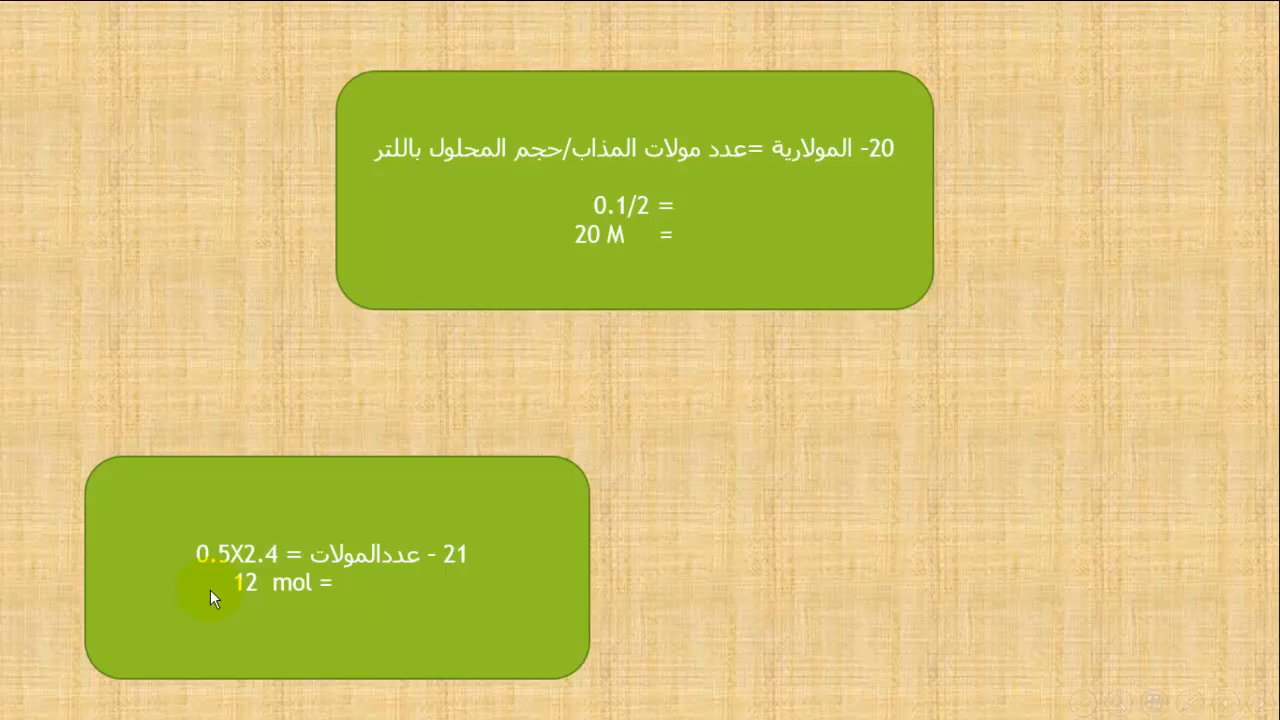 20- المولارية =عدد مولات المذاب/حجم المحلول باللتر
= 0.1/2
= 20 M
21 - عددالمولات = 0.5X2.4
= 12 mol